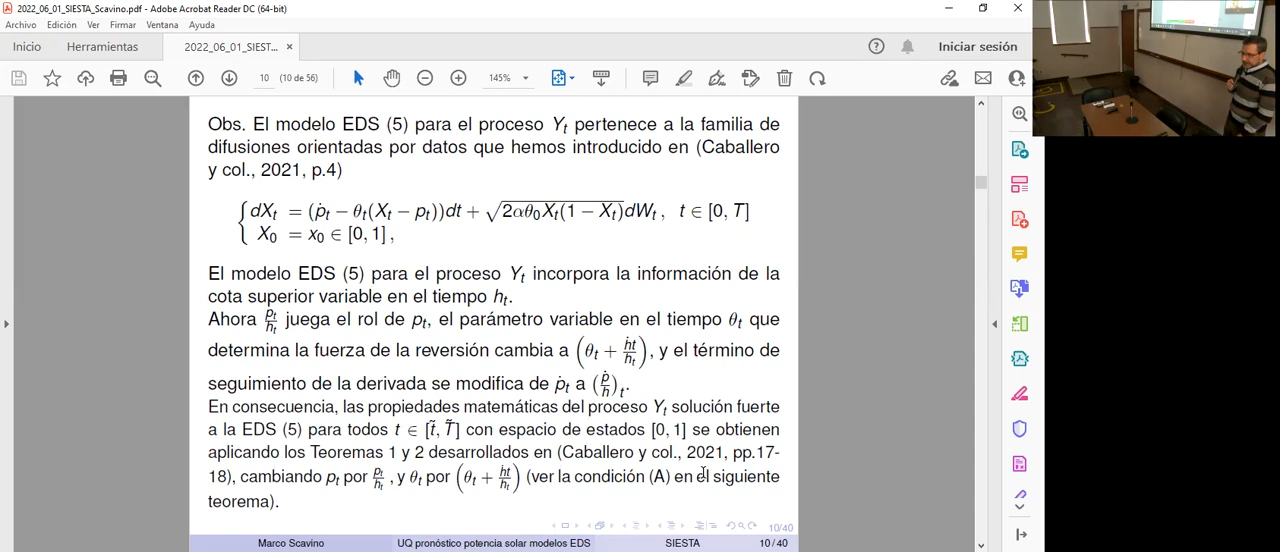 2022_06_01_SIESTA_Scavino.pdf - Adobe Acrobat Reader DC (64-bit)
Archivo Edición Ver Firmar Ventana Ayuda
Inicio Herramientas 2022_06_01_SIEST... × Iniciar sesión
10 (10 de 56) 145%
Obs. El modelo EDS (5) para el proceso Y_t pertenece a la familia de
difusiones orientadas por datos que hemos introducido en (Caballero
y col., 2021, p.4)
{ dX_t = (ṗ_t − θ_t(X_t − p_t))dt + √(2αθ_0X_t(1 − X_t))dW_t , t ∈ [0, T]
X_0 = x_0 ∈ [0, 1] ,
El modelo EDS (5) para el proceso Y_t incorpora la información de la
cota superior variable en el tiempo h_t.
Ahora p_t/h_t juega el rol de p_t, el parámetro variable en el tiempo θ_t que
determina la fuerza de la reversión cambia a (θ_t + ḣt/h_t), y el término de
seguimiento de la derivada se modifica de ṗ_t a (ṗ/h)_t.
En consecuencia, las propiedades matemáticas del proceso Y_t solución fuerte
a la EDS (5) para todos t ∈ [t̃, T̃] con espacio de estados [0, 1] se obtienen
aplicando los Teoremas 1 y 2 desarrollados en (Caballero y col., 2021, pp.17-
18), cambiando p_t por p_t/h_t , y θ_t por (θ_t + ḣt/h_t) (ver la condición (A) en el siguiente
teorema).
10/40
Marco Scavino UQ pronóstico potencia solar modelos EDS SIESTA 10 / 40